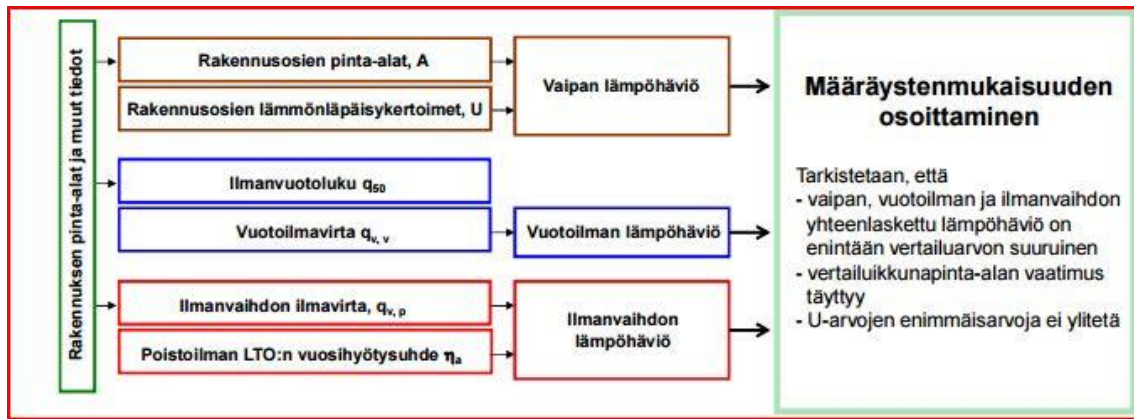 Rakennuksen pinta-alat ja muut tiedot
Rakennusosien pinta-alat, A
Rakennusosien lämmönläpäisykertoimet, U
Vaipan lämpöhäviö
Ilmanvuotoluku q50
Vuotoilmavirta qv, v
Vuotoilman lämpöhäviö
Ilmanvaihdon ilmavirta, qv, p
Poistoilman LTO:n vuosihyötysuhde ηa
Ilmanvaihdon
lämpöhäviö
Määräystenmukaisuuden
osoittaminen
Tarkistetaan, että
- vaipan, vuotoilman ja ilmanvaihdon
yhteenlaskettu lämpöhäviö on
enintään vertailuarvon suuruinen
- vertailuikkunapinta-alan vaatimus
täyttyy
- U-arvojen enimmäisarvoja ei ylitetä